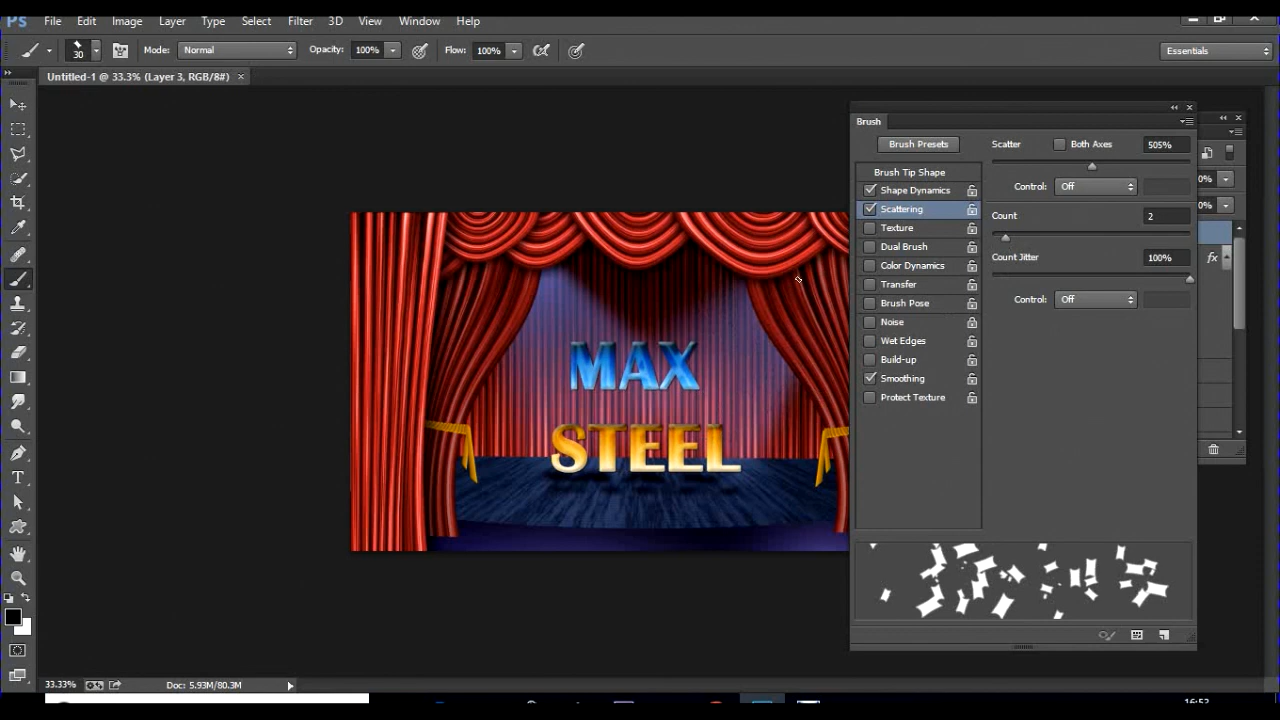 Ps File Edit Image Layer Type Select Filter 3D View Window Help
30 Mode: Normal Opacity: 100% Flow: 100% Essentials
Untitled-1 @ 33.3% (Layer 3, RGB/8#) ×
Brush
Brush Presets
Brush Tip Shape
Shape Dynamics
Scattering
Texture
Dual Brush
Color Dynamics
Transfer
Brush Pose
Noise
Wet Edges
Build-up
Smoothing
Protect Texture
Scatter Both Axes 505%
Control: Off
Count 2
Count Jitter 100%
Control: Off
0%
0%
fx
MAX
STEEL
33.33% Doc: 5.93M/80.3M